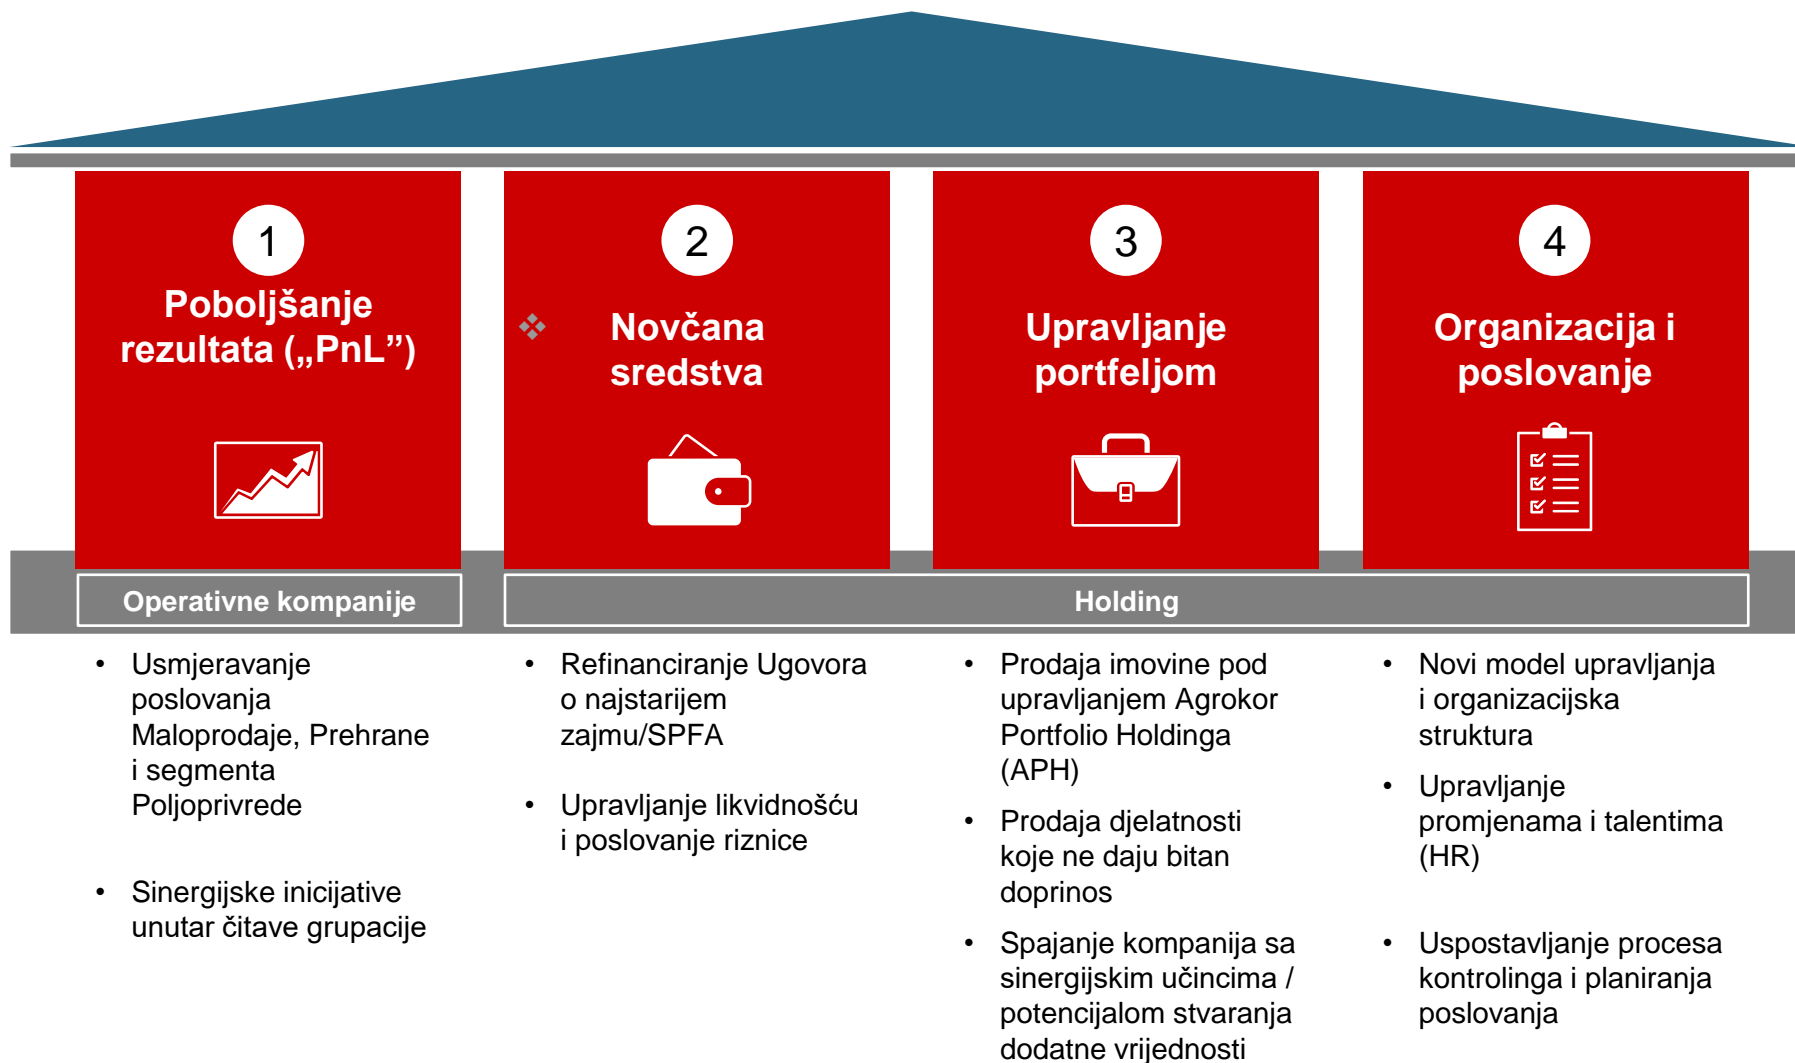 1
Poboljšanje
rezultata („PnL”)
2
Novčana
sredstva
3
Upravljanje
portfeljom
4
Organizacija i
poslovanje
Operativne kompanije
Holding
• Usmjeravanje
poslovanja
Maloprodaje, Prehrane
i segmenta
Poljoprivrede
• Sinergijske inicijative
unutar čitave grupacije
• Refinanciranje Ugovora
o najstarijem
zajmu/SPFA
• Upravljanje likvidnošću
i poslovanje riznice
• Prodaja imovine pod
upravljanjem Agrokor
Portfolio Holdinga
(APH)
• Prodaja djelatnosti
koje ne daju bitan
doprinos
• Spajanje kompanija sa
sinergijskim učincima /
potencijalom stvaranja
dodatne vrijednosti
• Novi model upravljanja
i organizacijska
struktura
• Upravljanje
promjenama i talentima
(HR)
• Uspostavljanje procesa
kontrolinga i planiranja
poslovanja